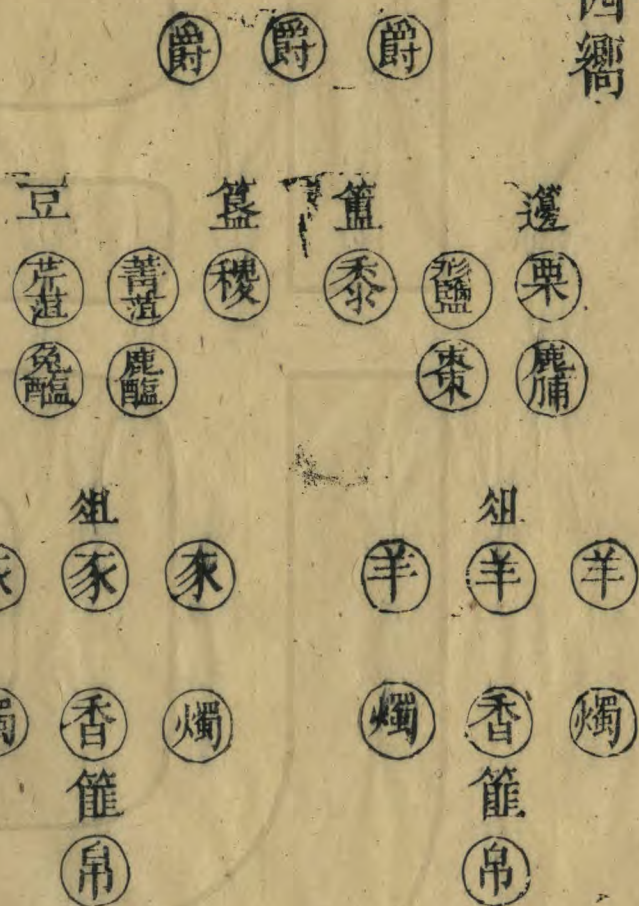 西嚮
爵 爵 爵
籩 簠 簋 豆
栗 形鹽 黍 稷 菁菹 芹菹
鹿脯 棗 鹿醢 兔醢
俎 俎
羊 羊 羊 豕 豕 豕
燭 香 燭 燭 香 燭
篚 篚
帛 帛